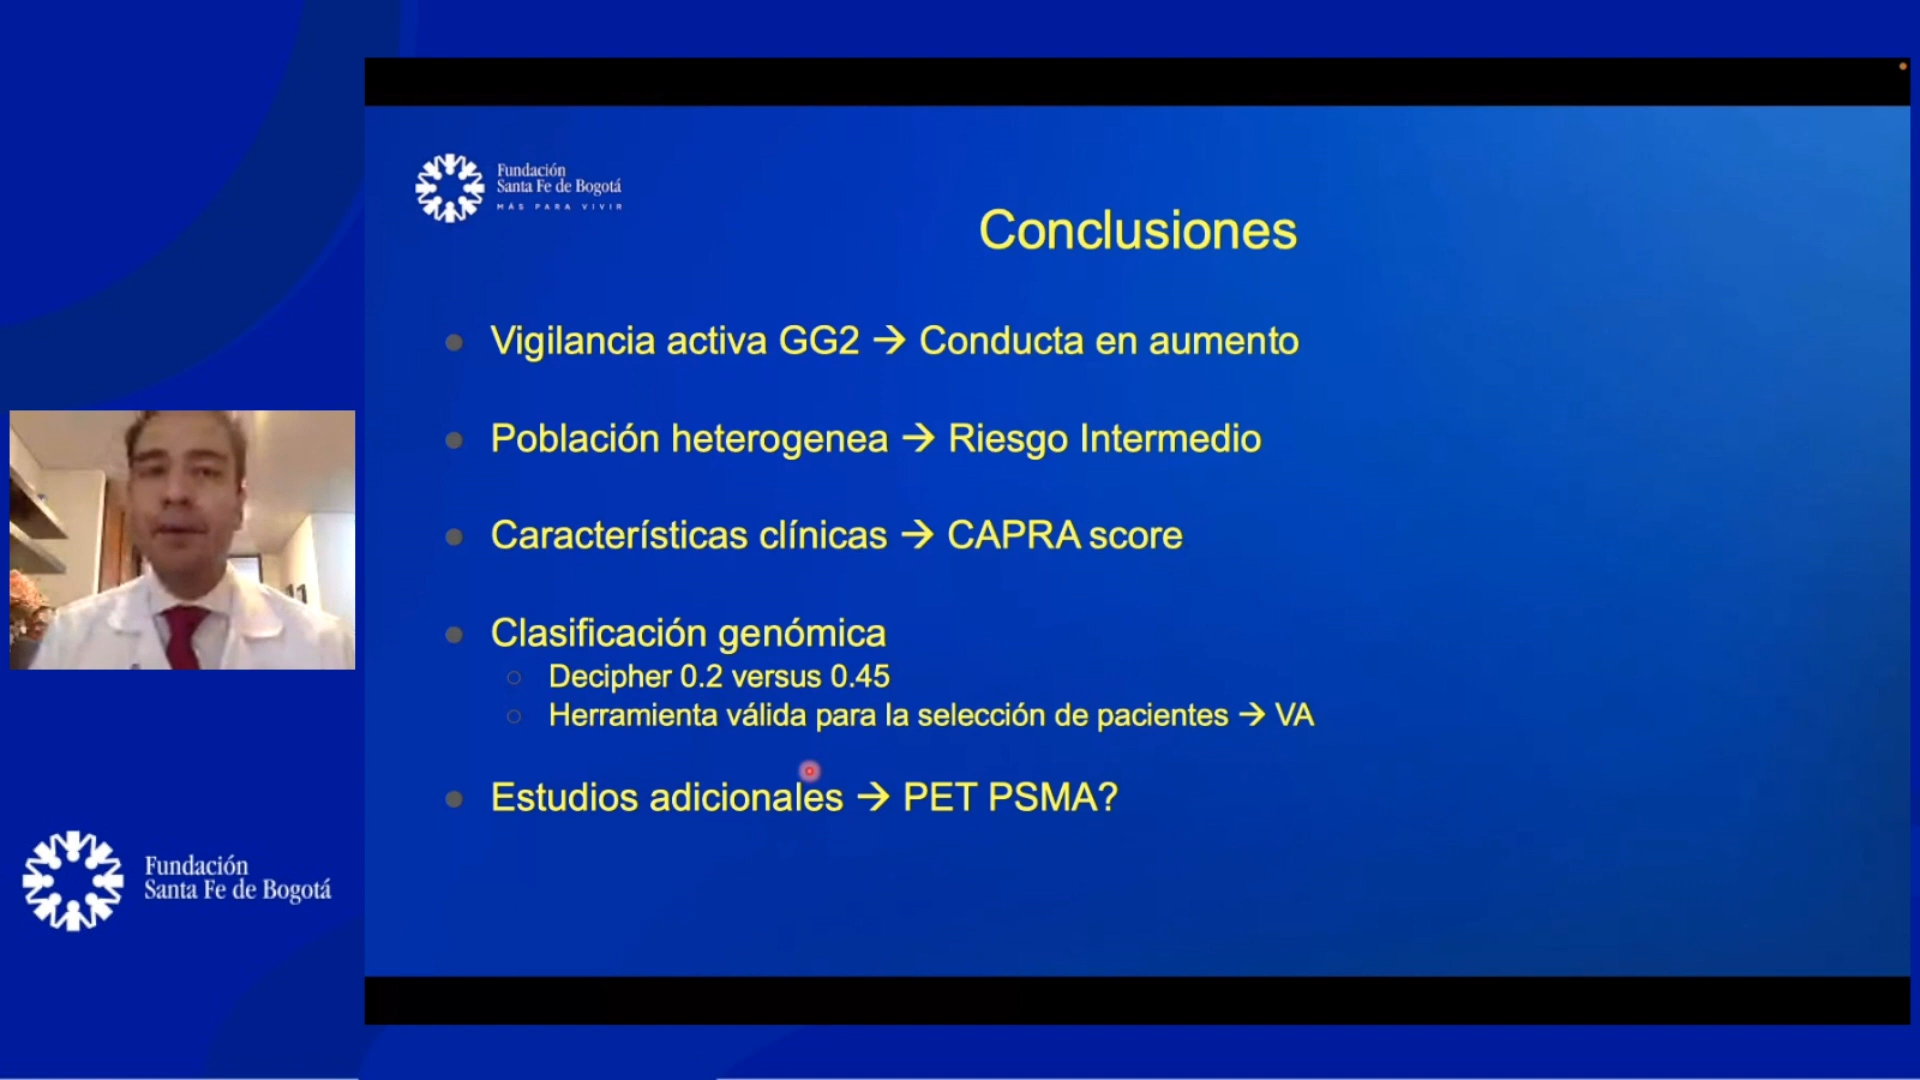 Fundación
Santa Fe de Bogotá
MÁS PARA VIVIR
Conclusiones
Vigilancia activa GG2 → Conducta en aumento
Población heterogenea → Riesgo Intermedio
Características clínicas → CAPRA score
Clasificación genómica
Decipher 0.2 versus 0.45
Herramienta válida para la selección de pacientes → VA
Estudios adicionales → PET PSMA?
Fundación
Santa Fe de Bogotá